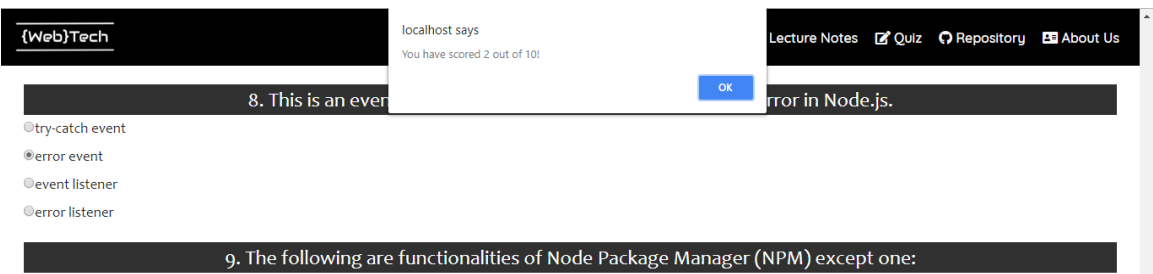 {Web}Tech
localhost says
You have scored 2 out of 10!
OK
Lecture Notes Quiz Repository About Us
8. This is an even rror in Node.js.
try-catch event
error event
event listener
error listener
9. The following are functionalities of Node Package Manager (NPM) except one: